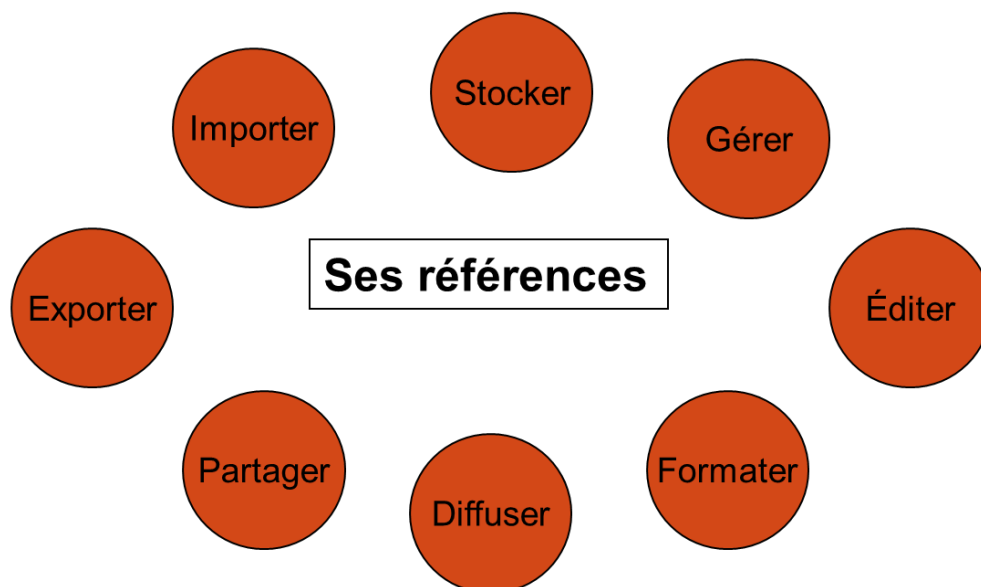 Stocker
Importer
Gérer
Ses références
Exporter
Éditer
Partager
Formater
Diffuser